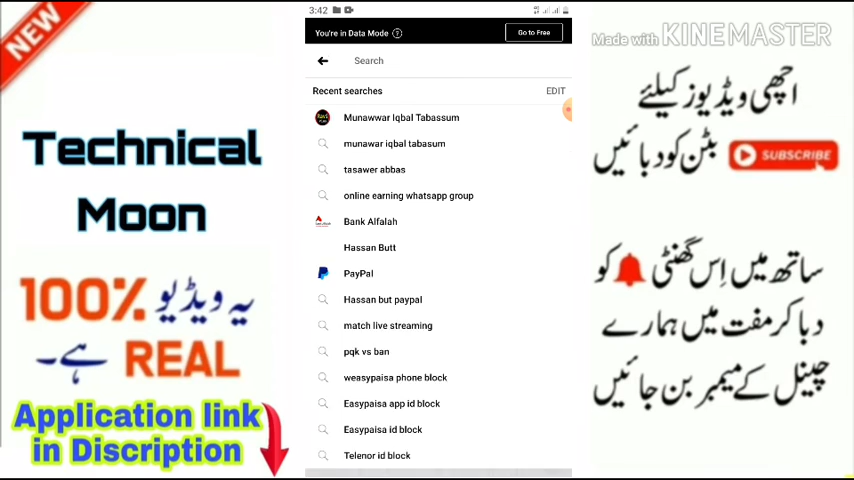 NEW
Technical
Moon
100% یہ ویڈیو
REAL ہے۔
Application link
in Discription
3:42
You're in Data Mode ?
Go to Free
Search
Recent searches
EDIT
Munawwar Iqbal Tabassum
munawar iqbal tabasum
tasawer abbas
online earning whatsapp group
Bank Alfalah
Hassan Butt
PayPal
Hassan but paypal
match live streaming
pqk vs ban
weasypaisa phone block
Easypaisa app id block
Easypaisa id block
Telenor id block
Made with KINEMASTER
اچھی ویڈیوز کیلئے
SUBSCRIBE بٹن کو دبائیں
ساتھ میں اِس گھنٹی کو
دبا کر مفت میں ہمارے
چینل کے میمبر بن جائیں